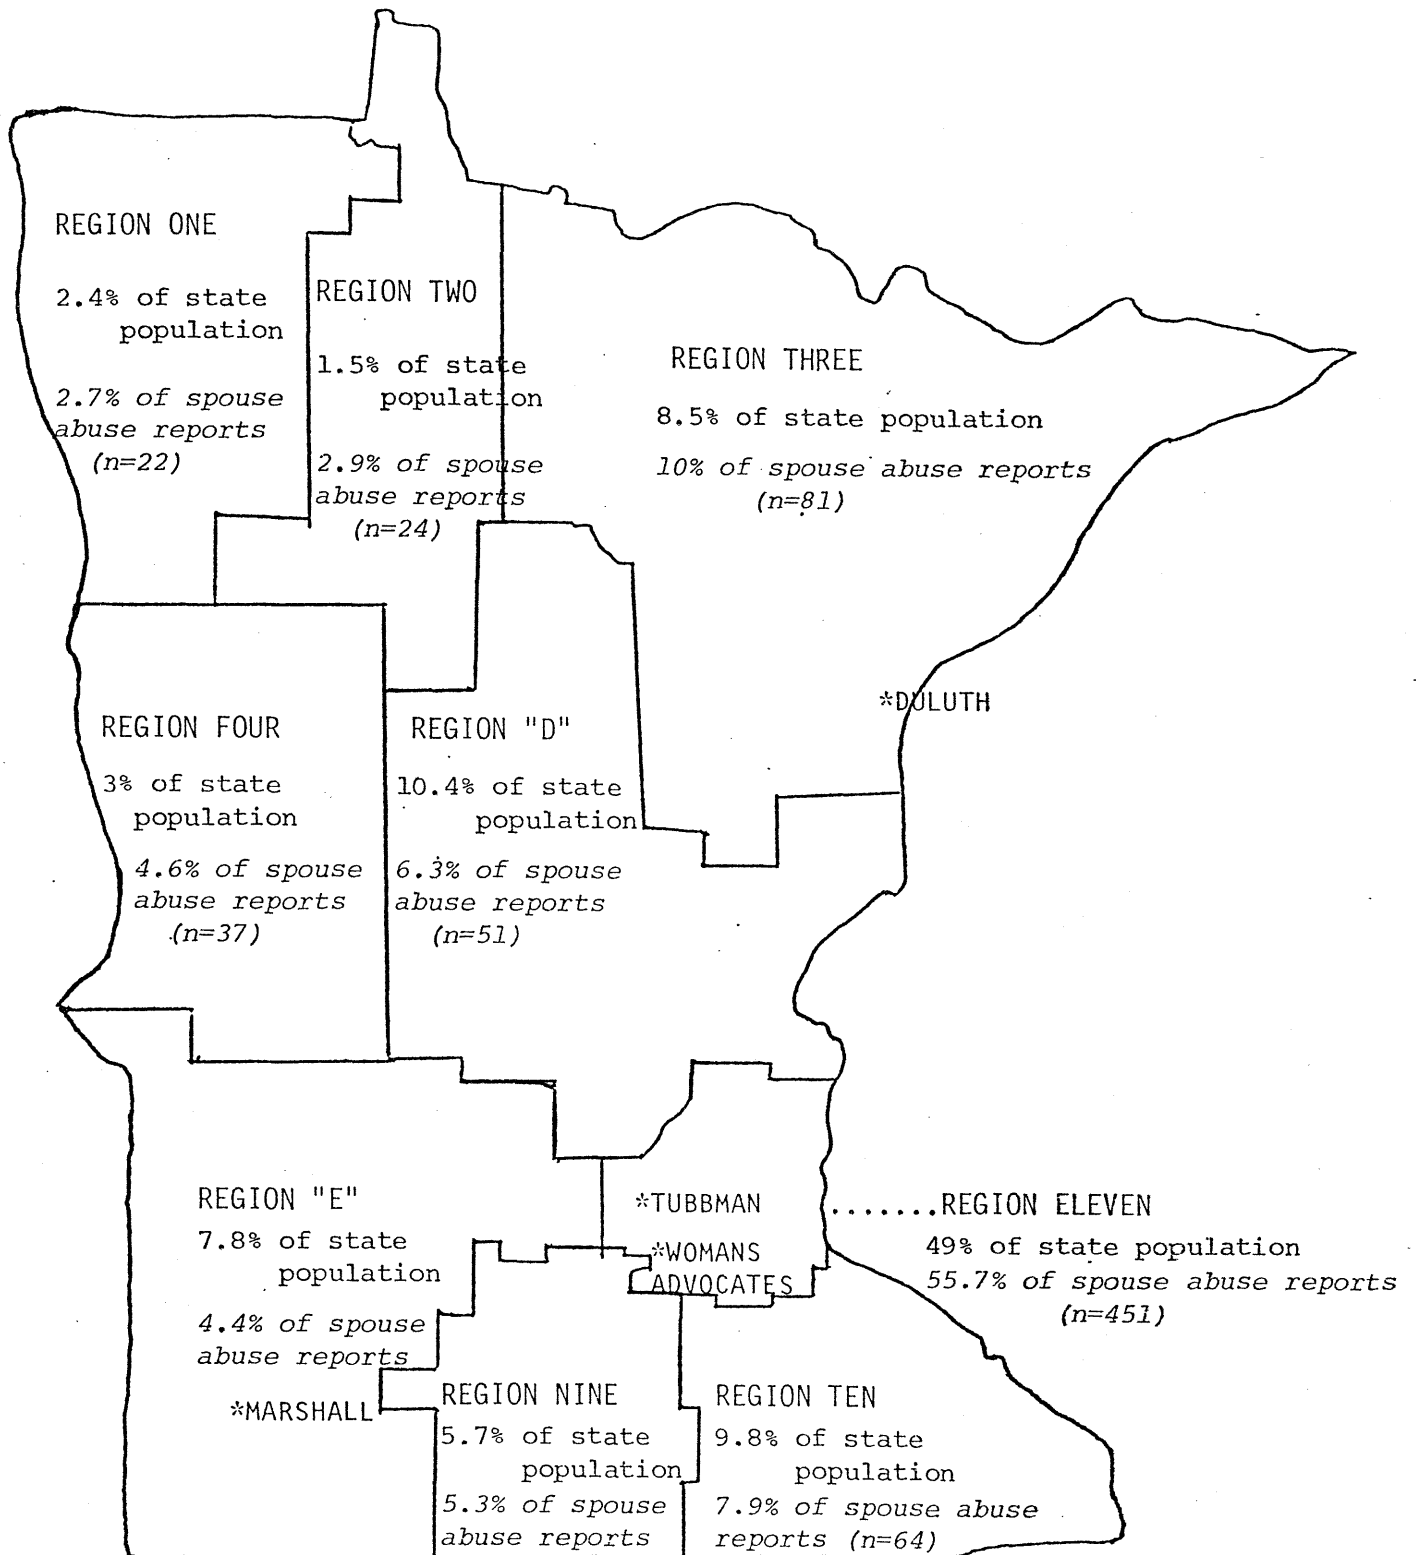 REGION ONE
2.4% of state
population
2.7% of spouse
abuse reports
(n=22)
REGION TWO
1.5% of state
population
2.9% of spouse
abuse reports
(n=24)
REGION THREE
8.5% of state population
10% of spouse abuse reports
(n=81)
*DULUTH
REGION FOUR
3% of state
population
4.6% of spouse
abuse reports
(n=37)
REGION "D"
10.4% of state
population
6.3% of spouse
abuse reports
(n=51)
REGION "E"
7.8% of state
population
4.4% of spouse
abuse reports
*MARSHALL
*TUBBMAN
*WOMANS
ADVOCATES
.......REGION ELEVEN
49% of state population
55.7% of spouse abuse reports
(n=451)
REGION NINE
5.7% of state
population
5.3% of spouse
abuse reports
REGION TEN
9.8% of state
population
7.9% of spouse abuse
reports (n=64)